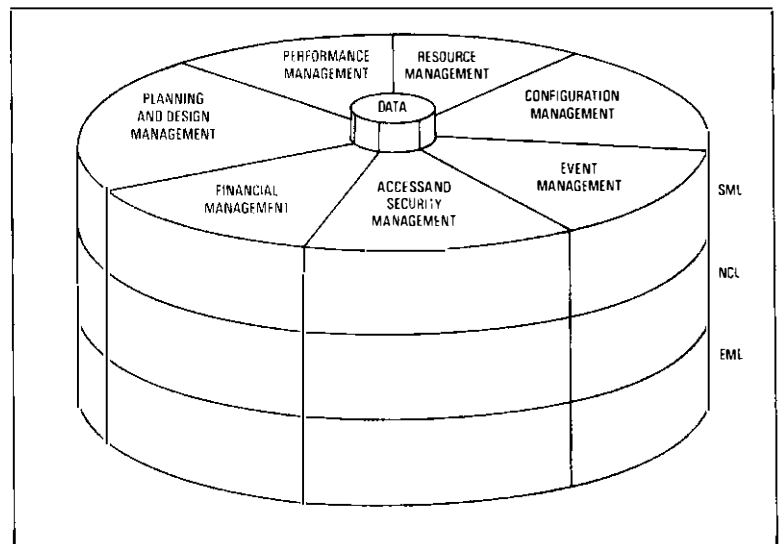 PERFORMANCE
MANAGEMENT
RESOURCE
MANAGEMENT
PLANNING
AND DESIGN
MANAGEMENT
DATA
CONFIGURATION
MANAGEMENT
FINANCIAL
MANAGEMENT
ACCESSAND
SECURITY
MANAGEMENT
EVENT
MANAGEMENT
SML
NCL
EML